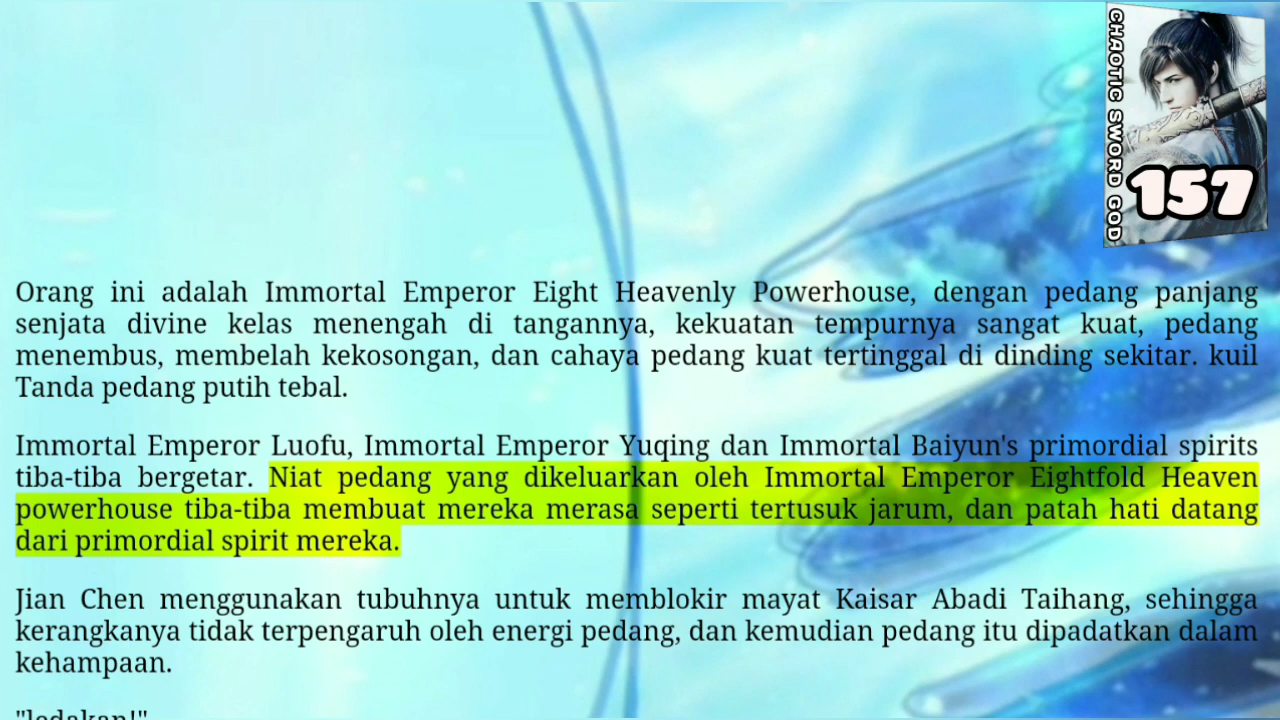 CHAOTIC SWORD GOD
157
Orang ini adalah Immortal Emperor Eight Heavenly Powerhouse, dengan pedang panjang
senjata divine kelas menengah di tangannya, kekuatan tempurnya sangat kuat, pedang
menembus, membelah kekosongan, dan cahaya pedang kuat tertinggal di dinding sekitar. kuil
Tanda pedang putih tebal.
Immortal Emperor Luofu, Immortal Emperor Yuqing dan Immortal Baiyun's primordial spirits
tiba-tiba bergetar. Niat pedang yang dikeluarkan oleh Immortal Emperor Eightfold Heaven
powerhouse tiba-tiba membuat mereka merasa seperti tertusuk jarum, dan patah hati datang
dari primordial spirit mereka.
Jian Chen menggunakan tubuhnya untuk memblokir mayat Kaisar Abadi Taihang, sehingga
kerangkanya tidak terpengaruh oleh energi pedang, dan kemudian pedang itu dipadatkan dalam
kehampaan.
"ledakan!"